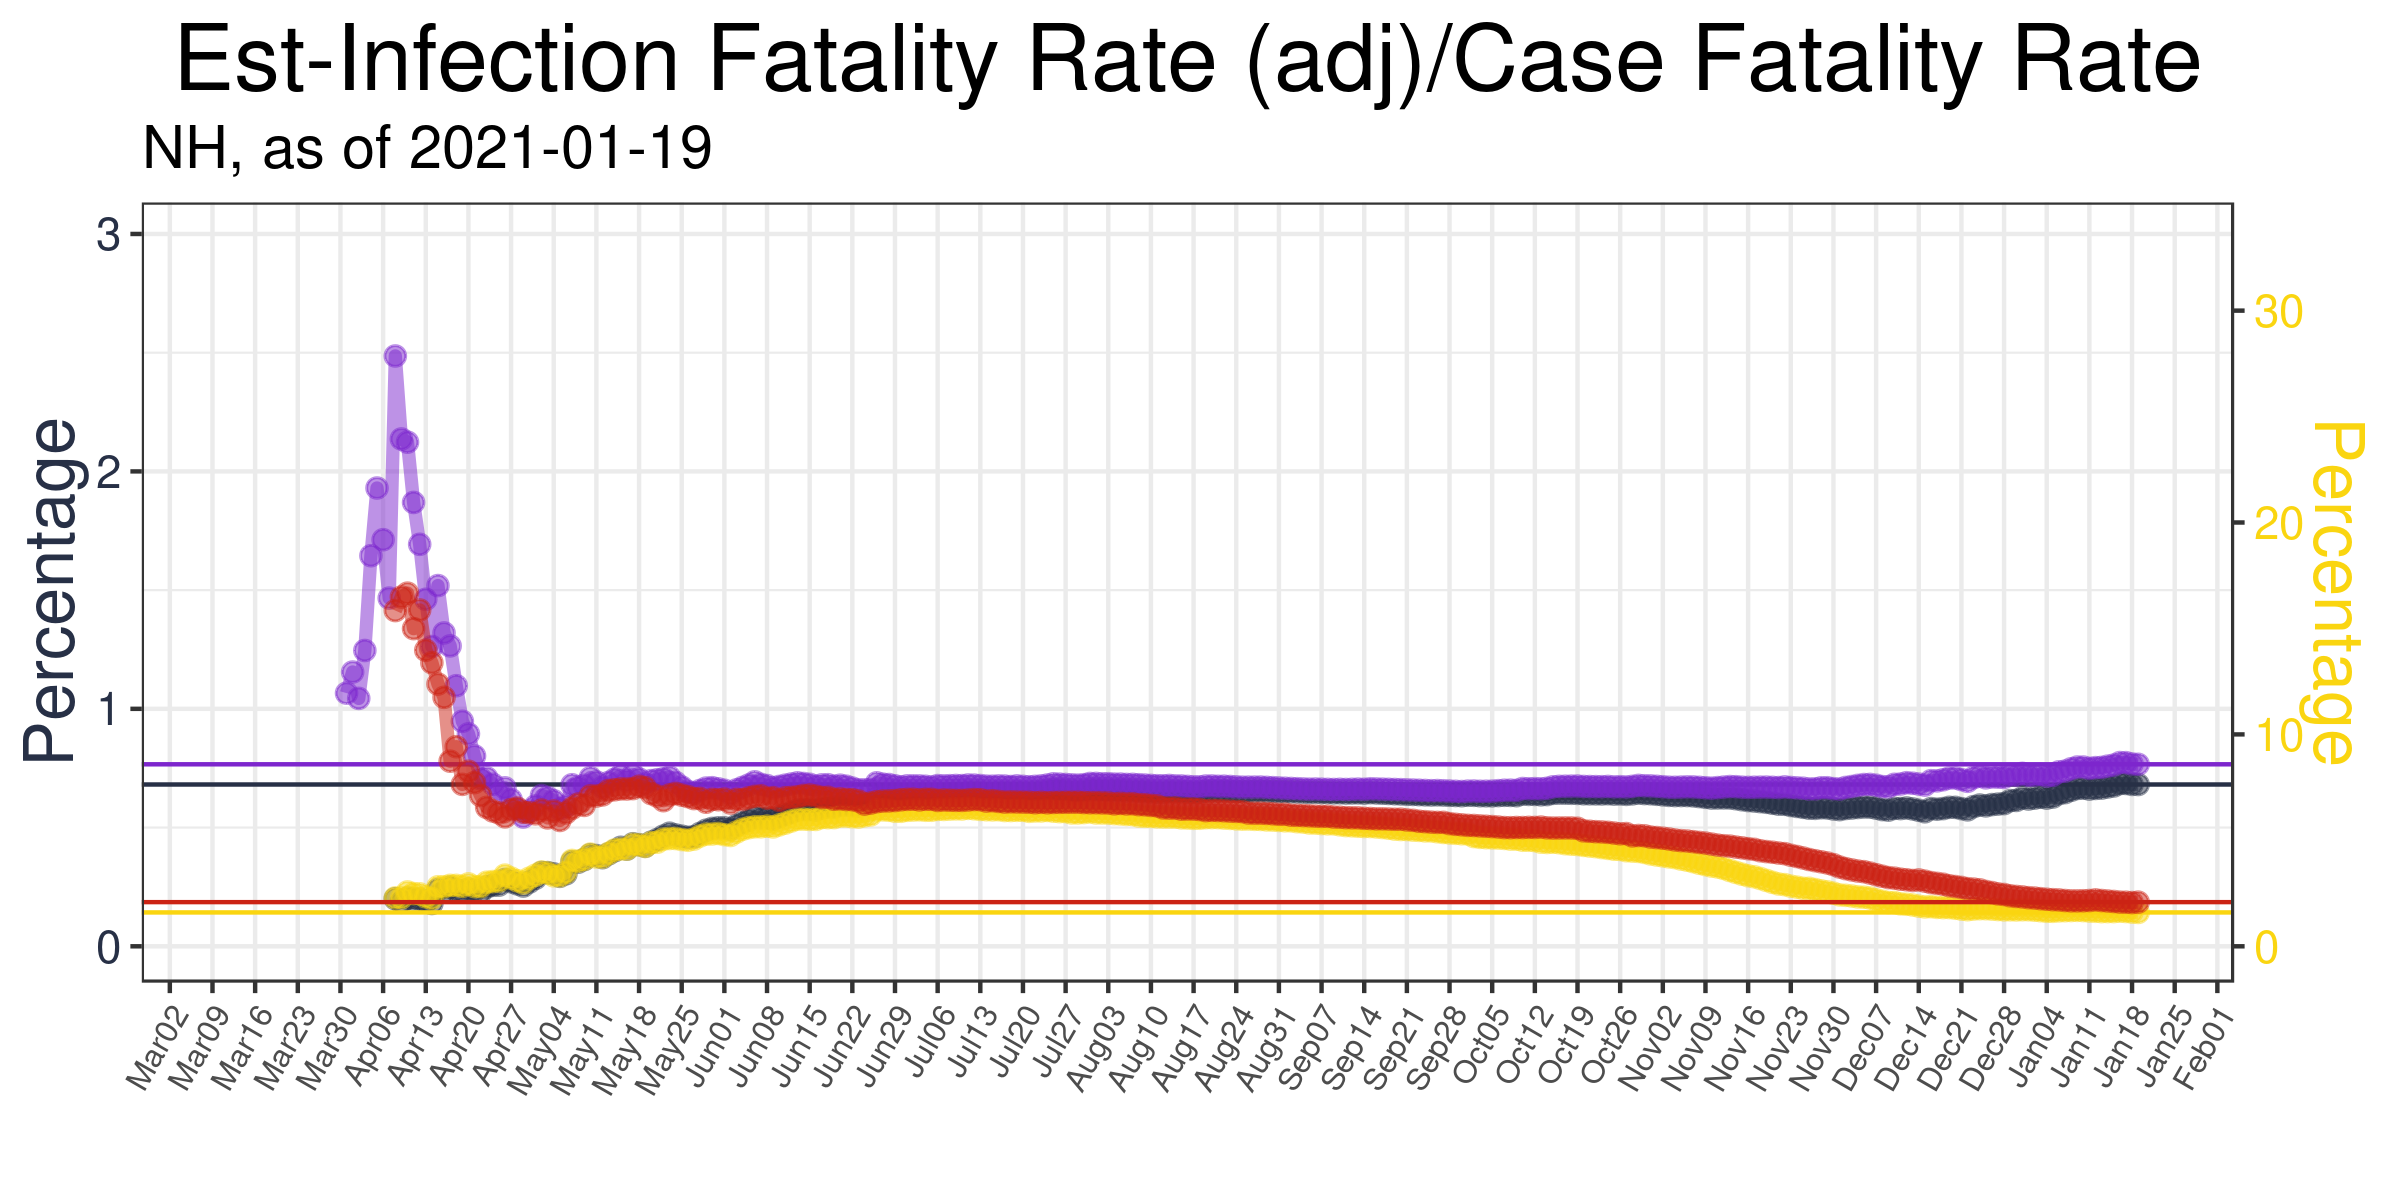 Est-Infection Fatality Rate (adj)/Case Fatality Rate
NH, as of 2021-01-19
Percentage
3
2
1
0
30
20
10
0
Percentage
Mar02
Mar09
Mar16
Mar23
Mar30
Apr06
Apr13
Apr20
Apr27
May04
May11
May18
May25
Jun01
Jun08
Jun15
Jun22
Jun29
Jul06
Jul13
Jul20
Jul27
Aug03
Aug10
Aug17
Aug24
Aug31
Sep07
Sep14
Sep21
Sep28
Oct05
Oct12
Oct19
Oct26
Nov02
Nov09
Nov16
Nov23
Nov30
Dec07
Dec14
Dec21
Dec28
Jan04
Jan11
Jan18
Jan25
Feb01